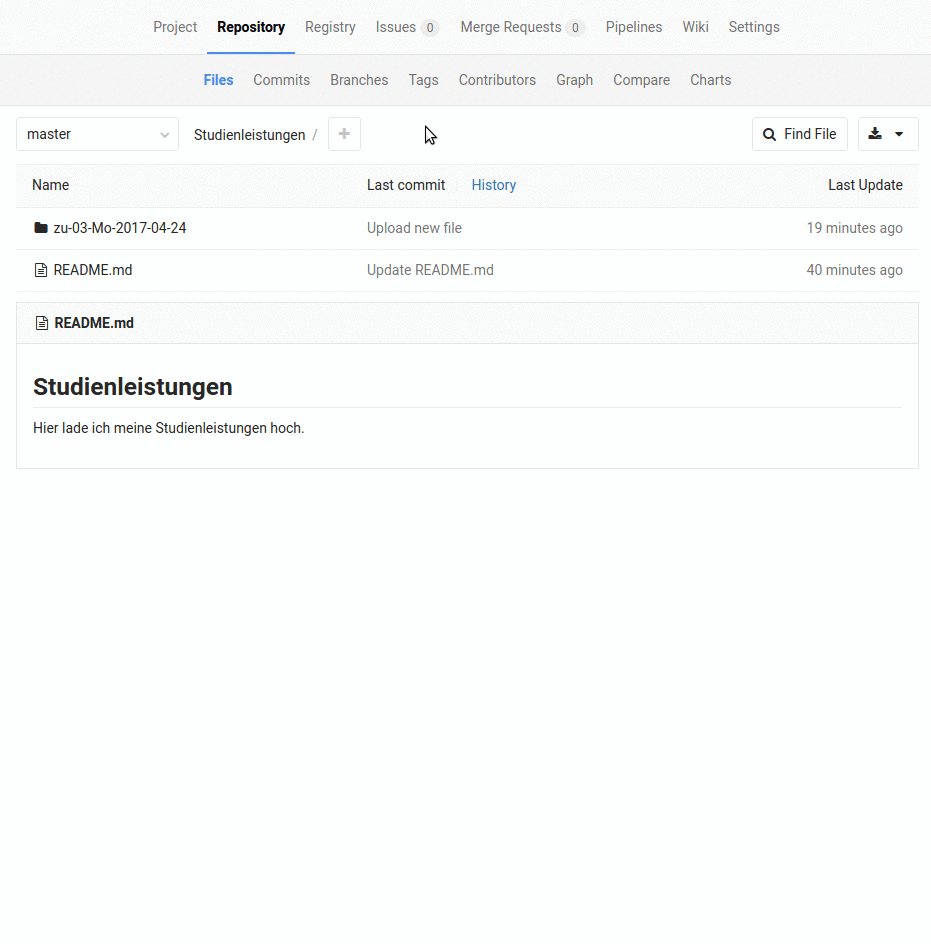 Project Repository Registry Issues 0 Merge Requests 0 Pipelines Wiki Settings
Files Commits Branches Tags Contributors Graph Compare Charts
master Studienleistungen / + Find File
Name Last commit History Last Update
zu-03-Mo-2017-04-24 Upload new file 19 minutes ago
README.md Update README.md 40 minutes ago
README.md
Studienleistungen
Hier lade ich meine Studienleistungen hoch.